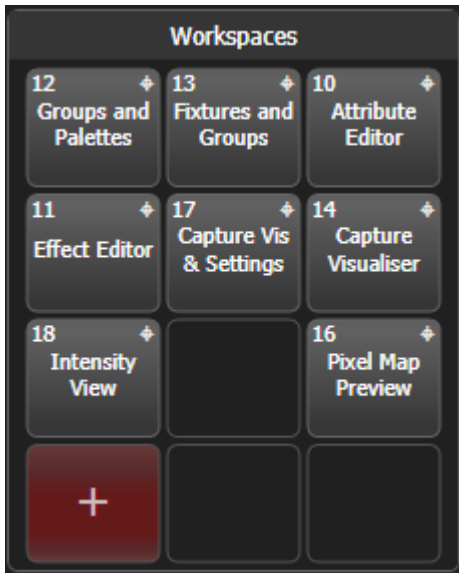 Workspaces
12
Groups and
Palettes
13
Fixtures and
Groups
10
Attribute
Editor
11
Effect Editor
17
Capture Vis
& Settings
14
Capture
Visualiser
18
Intensity
View
16
Pixel Map
Preview
+